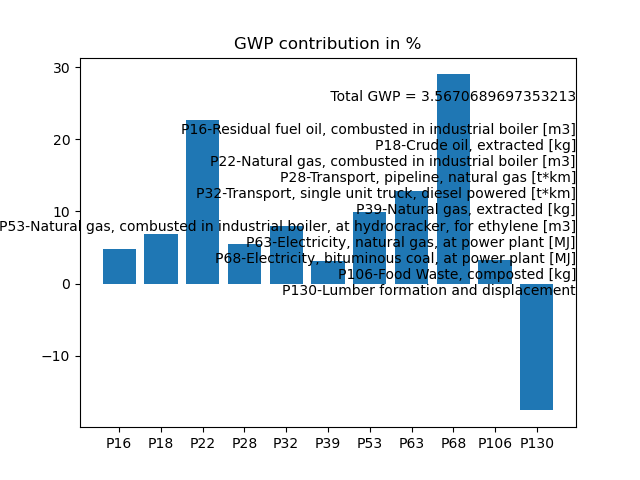 GWP contribution in %
30
20
10
0
−10
Total GWP = 3.5670689697353213
P16-Residual fuel oil, combusted in industrial boiler [m3]
P18-Crude oil, extracted [kg]
P22-Natural gas, combusted in industrial boiler [m3]
P28-Transport, pipeline, natural gas [t*km]
P32-Transport, single unit truck, diesel powered [t*km]
P39-Natural gas, extracted [kg]
P53-Natural gas, combusted in industrial boiler, at hydrocracker, for ethylene [m3]
P63-Electricity, natural gas, at power plant [MJ]
P68-Electricity, bituminous coal, at power plant [MJ]
P106-Food Waste, composted [kg]
P130-Lumber formation and displacement
P16 P18 P22 P28 P32 P39 P53 P63 P68 P106 P130